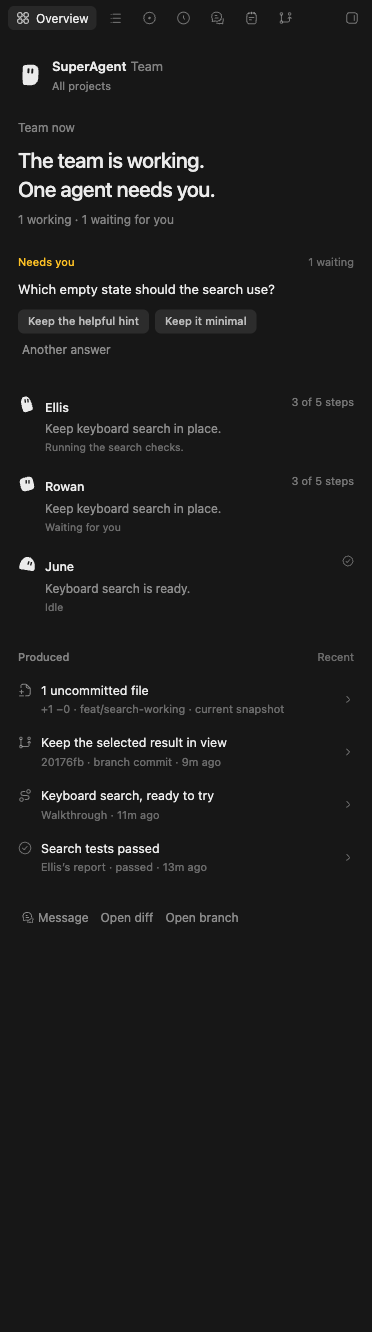 Overview
SuperAgent Team
All projects
Team now
The team is working.
One agent needs you.
1 working · 1 waiting for you
Needs you
1 waiting
Which empty state should the search use?
Keep the helpful hint
Keep it minimal
Another answer
Ellis
3 of 5 steps
Keep keyboard search in place.
Running the search checks.
Rowan
3 of 5 steps
Keep keyboard search in place.
Waiting for you
June
Keyboard search is ready.
Idle
Produced
Recent
1 uncommitted file
+1 −0 · feat/search-working · current snapshot
Keep the selected result in view
20176fb · branch commit · 9m ago
Keyboard search, ready to try
Walkthrough · 11m ago
Search tests passed
Ellis's report · passed · 13m ago
Message
Open diff
Open branch